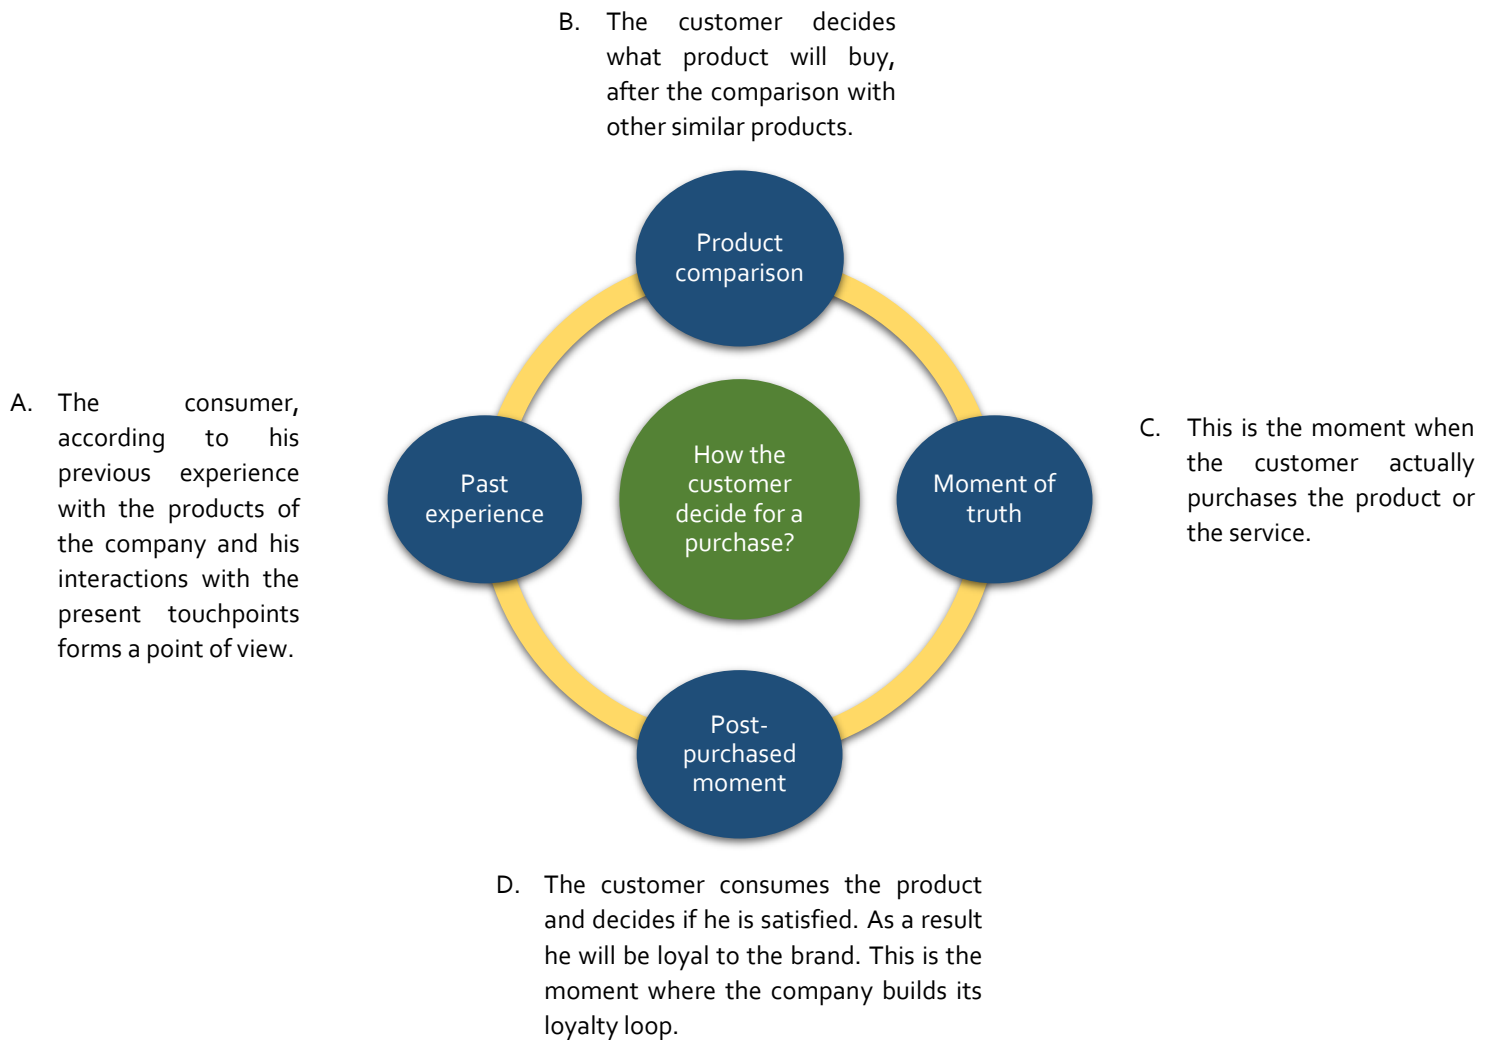 B. The customer decides
what product will buy,
after the comparison with
other similar products.
Product
comparison
A. The consumer,
according to his
previous experience
with the products of
the company and his
interactions with the
present touchpoints
forms a point of view.
Past
experience
How the
customer
decide for a
purchase?
Moment of
truth
C. This is the moment when
the customer actually
purchases the product or
the service.
Post-
purchased
moment
D. The customer consumes the product
and decides if he is satisfied. As a result
he will be loyal to the brand. This is the
moment where the company builds its
loyalty loop.